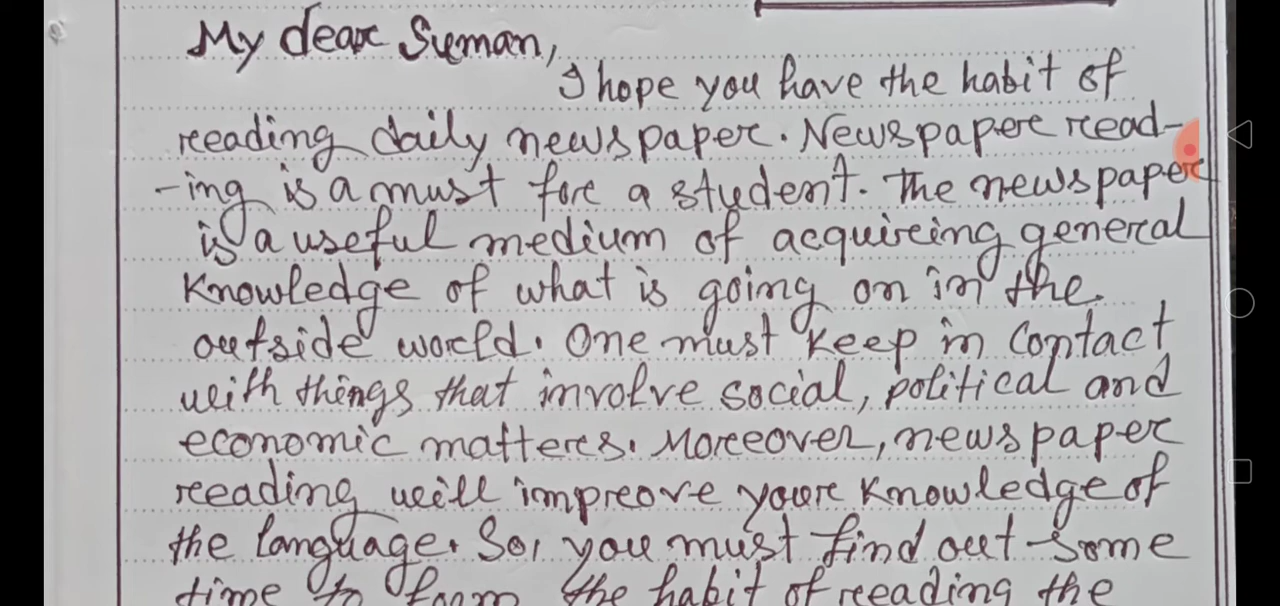 My dear Suman,
I hope you have the habit of
reading daily newspaper. Newspaper read-
-ing is a must for a student. The newspaper
is a useful medium of acquiring general
Knowledge of what is going on in the
outside world. One must keep in contact
with things that involve social, political and
economic matters. Moreover, newspaper
reading will improve your knowledge of
the language. So, you must find out some
time to form the habit of reading the